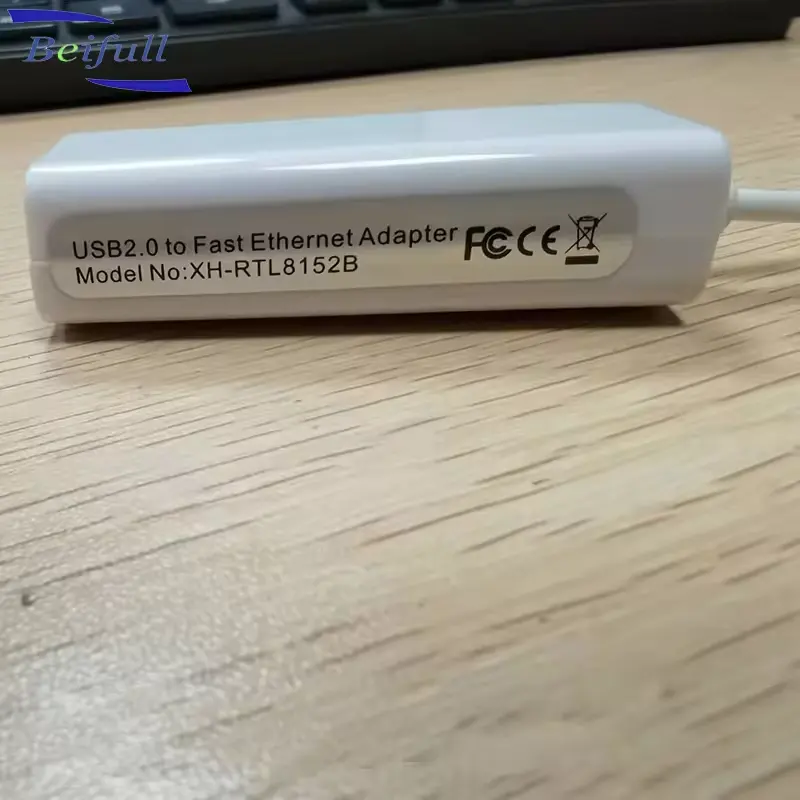 Beifull
USB2.0 to Fast Ethernet Adapter FC CE
Model No:XH-RTL8152B